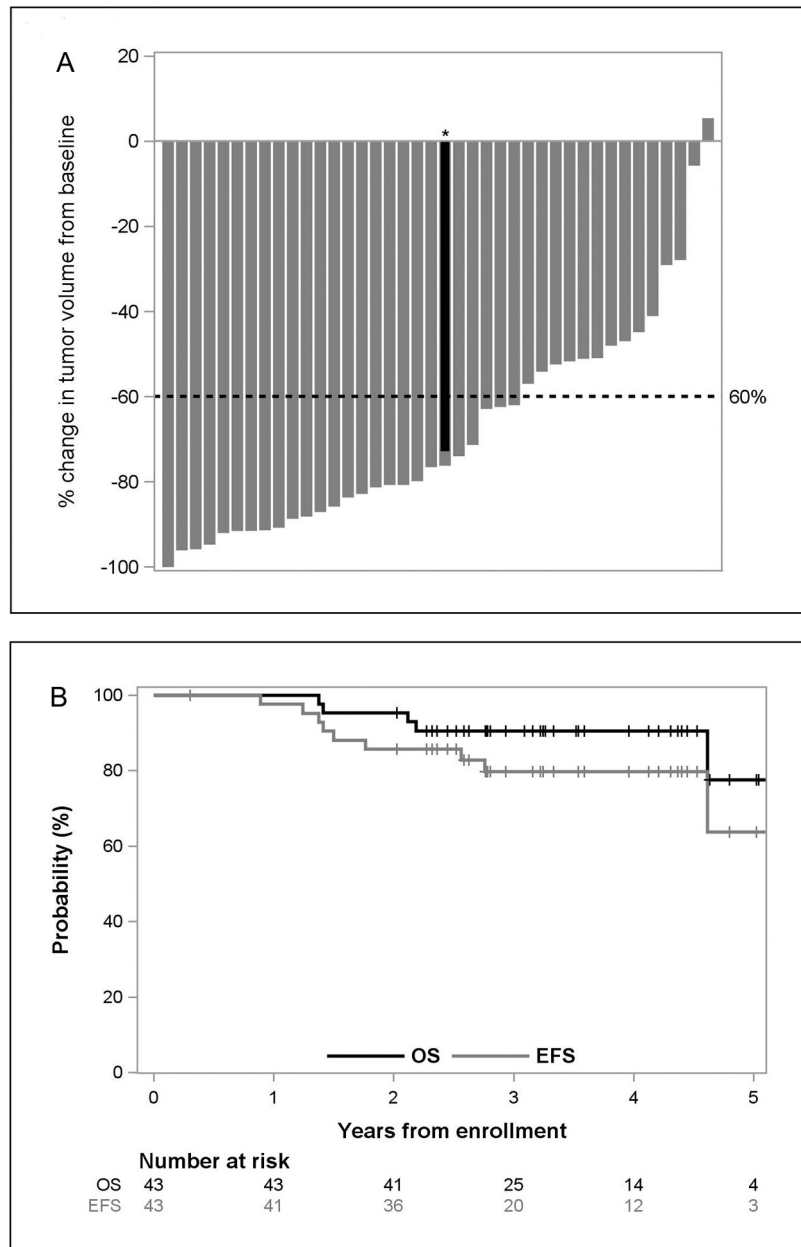 A
% change in tumor volume from baseline
20
0
-20
-40
-60
-80
-100
*
60%
B
Probability (%)
100
80
60
40
20
0
OS EFS
0 1 2 3 4 5
Years from enrollment
Number at risk
OS 43 43 41 25 14 4
EFS 43 41 36 20 12 3